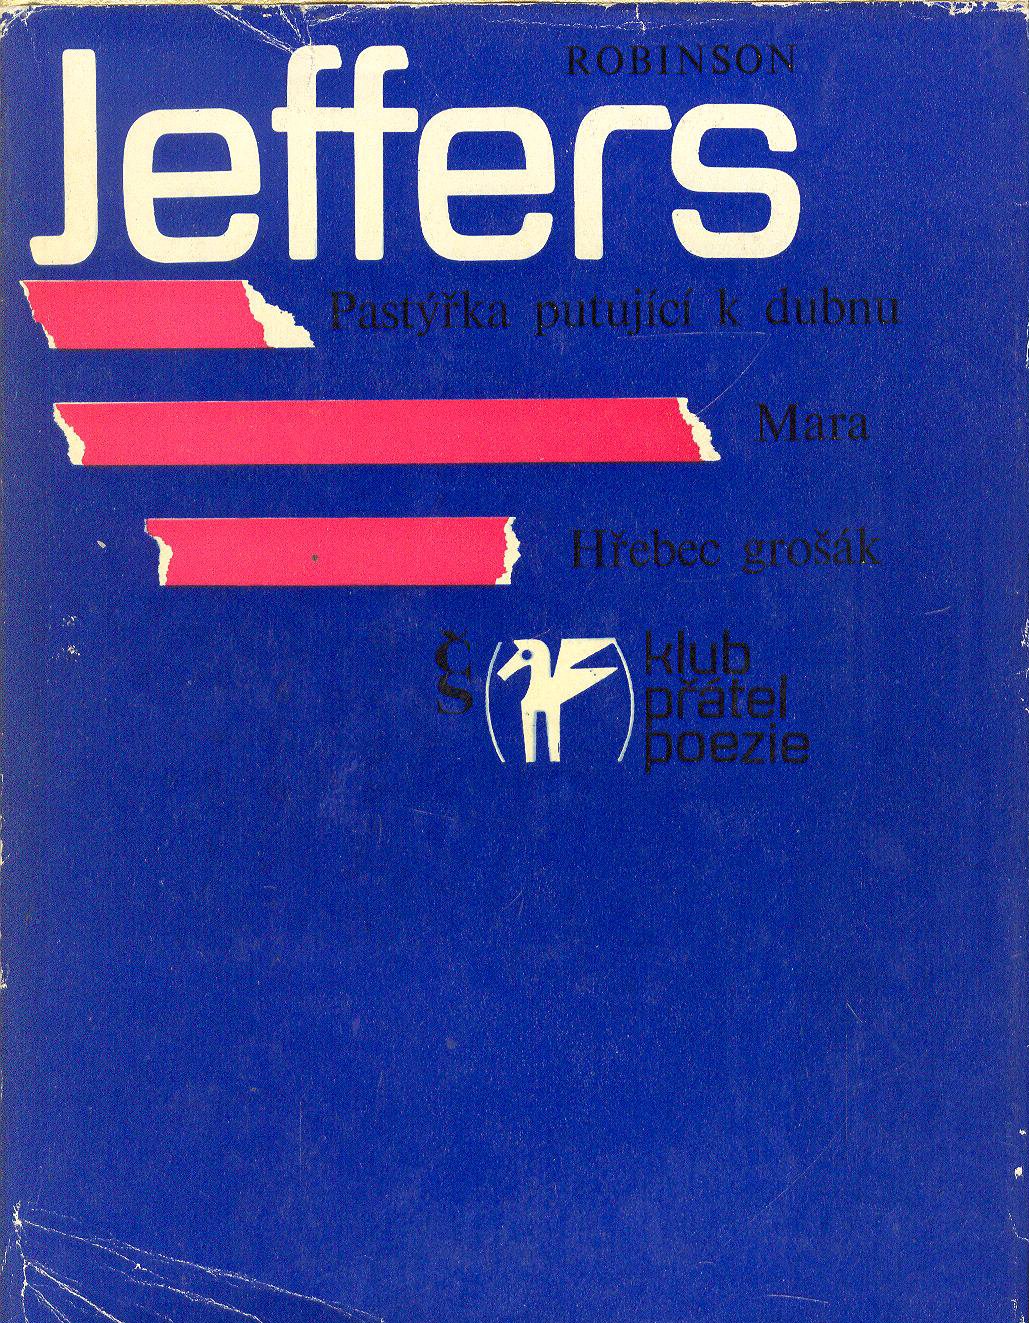 ROBINSON
Jeffers
Pastýřka putující k dubnu
Mara
Hřebec grošák
ČS
klub
přátel
poezie